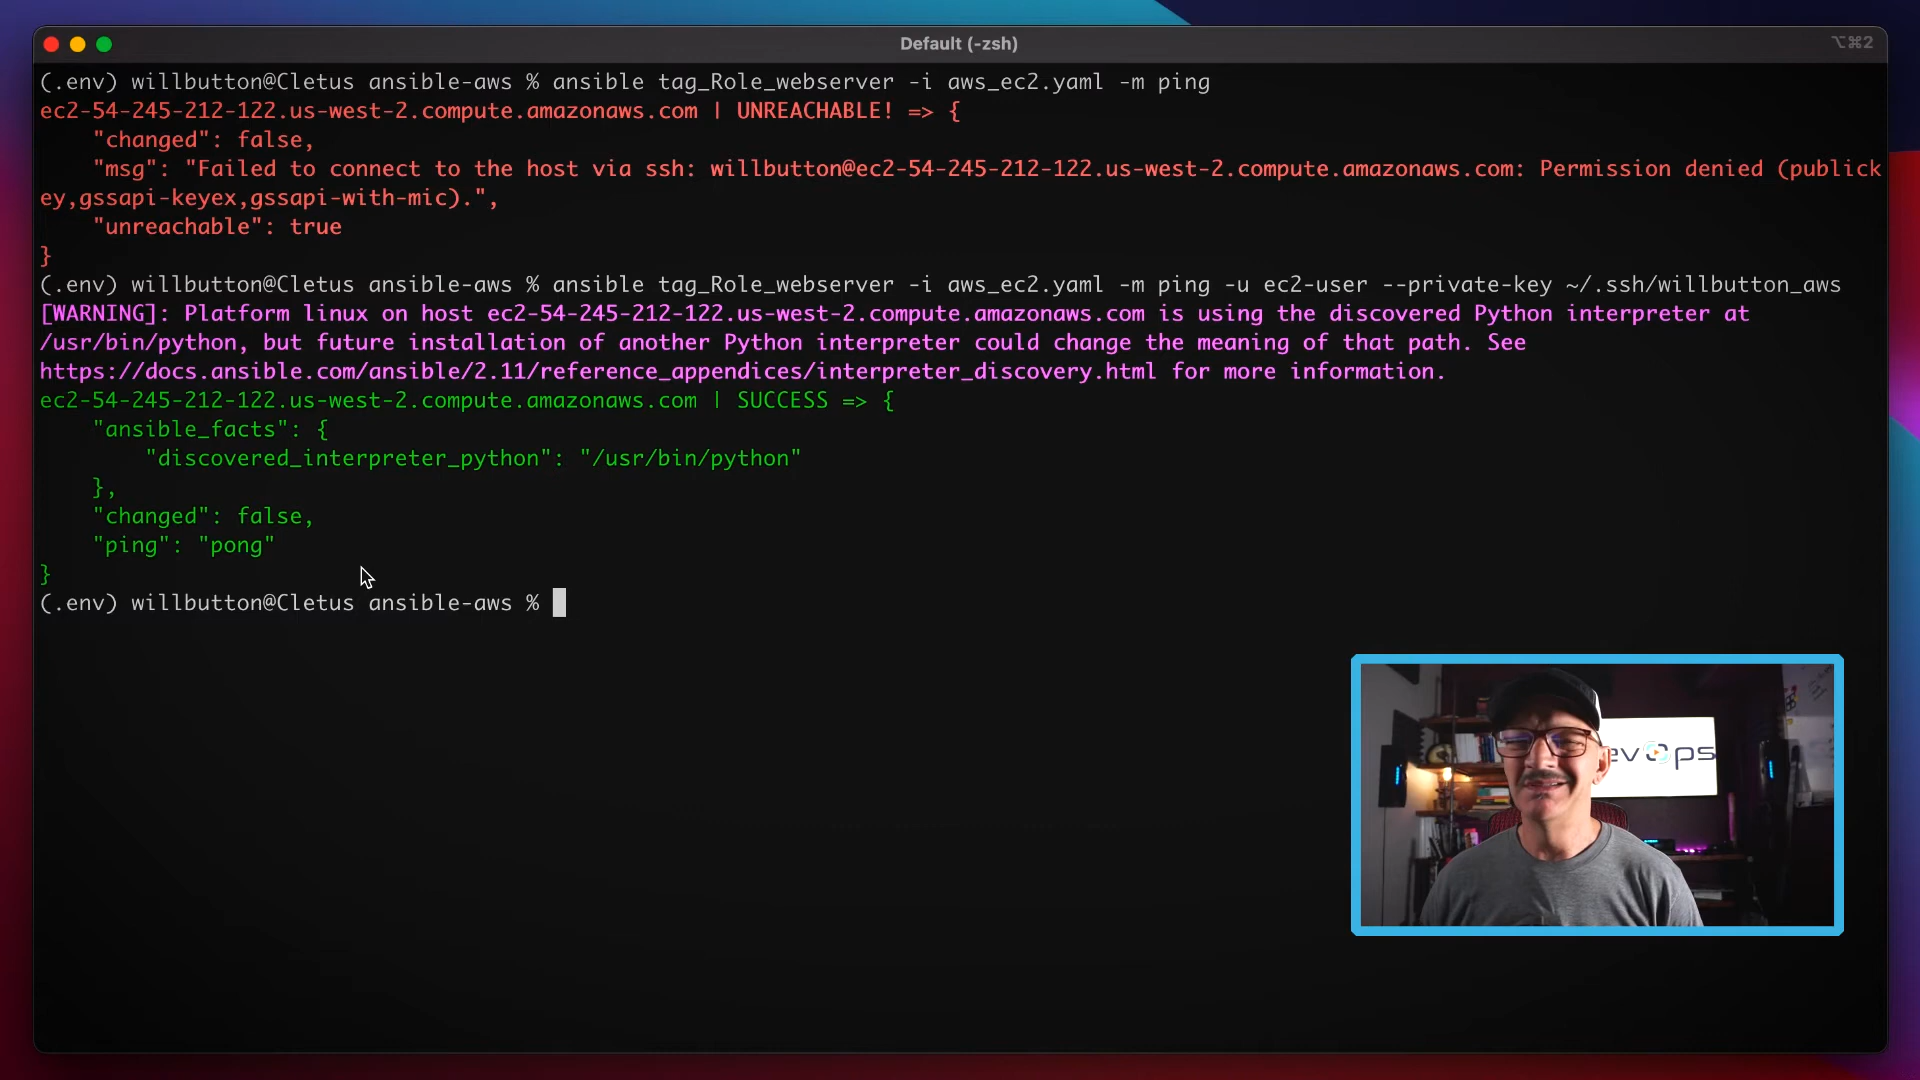 Default (-zsh)
⌥⌘2
(.env) willbutton@Cletus ansible-aws % ansible tag_Role_webserver -i aws_ec2.yaml -m ping
ec2-54-245-212-122.us-west-2.compute.amazonaws.com | UNREACHABLE! => {
    "changed": false,
    "msg": "Failed to connect to the host via ssh: willbutton@ec2-54-245-212-122.us-west-2.compute.amazonaws.com: Permission denied (publick
ey,gssapi-keyex,gssapi-with-mic).",
    "unreachable": true
}
(.env) willbutton@Cletus ansible-aws % ansible tag_Role_webserver -i aws_ec2.yaml -m ping -u ec2-user --private-key ~/.ssh/willbutton_aws
[WARNING]: Platform linux on host ec2-54-245-212-122.us-west-2.compute.amazonaws.com is using the discovered Python interpreter at
/usr/bin/python, but future installation of another Python interpreter could change the meaning of that path. See
https://docs.ansible.com/ansible/2.11/reference_appendices/interpreter_discovery.html for more information.
ec2-54-245-212-122.us-west-2.compute.amazonaws.com | SUCCESS => {
    "ansible_facts": {
        "discovered_interpreter_python": "/usr/bin/python"
    },
    "changed": false,
    "ping": "pong"
}
(.env) willbutton@Cletus ansible-aws %
evOps